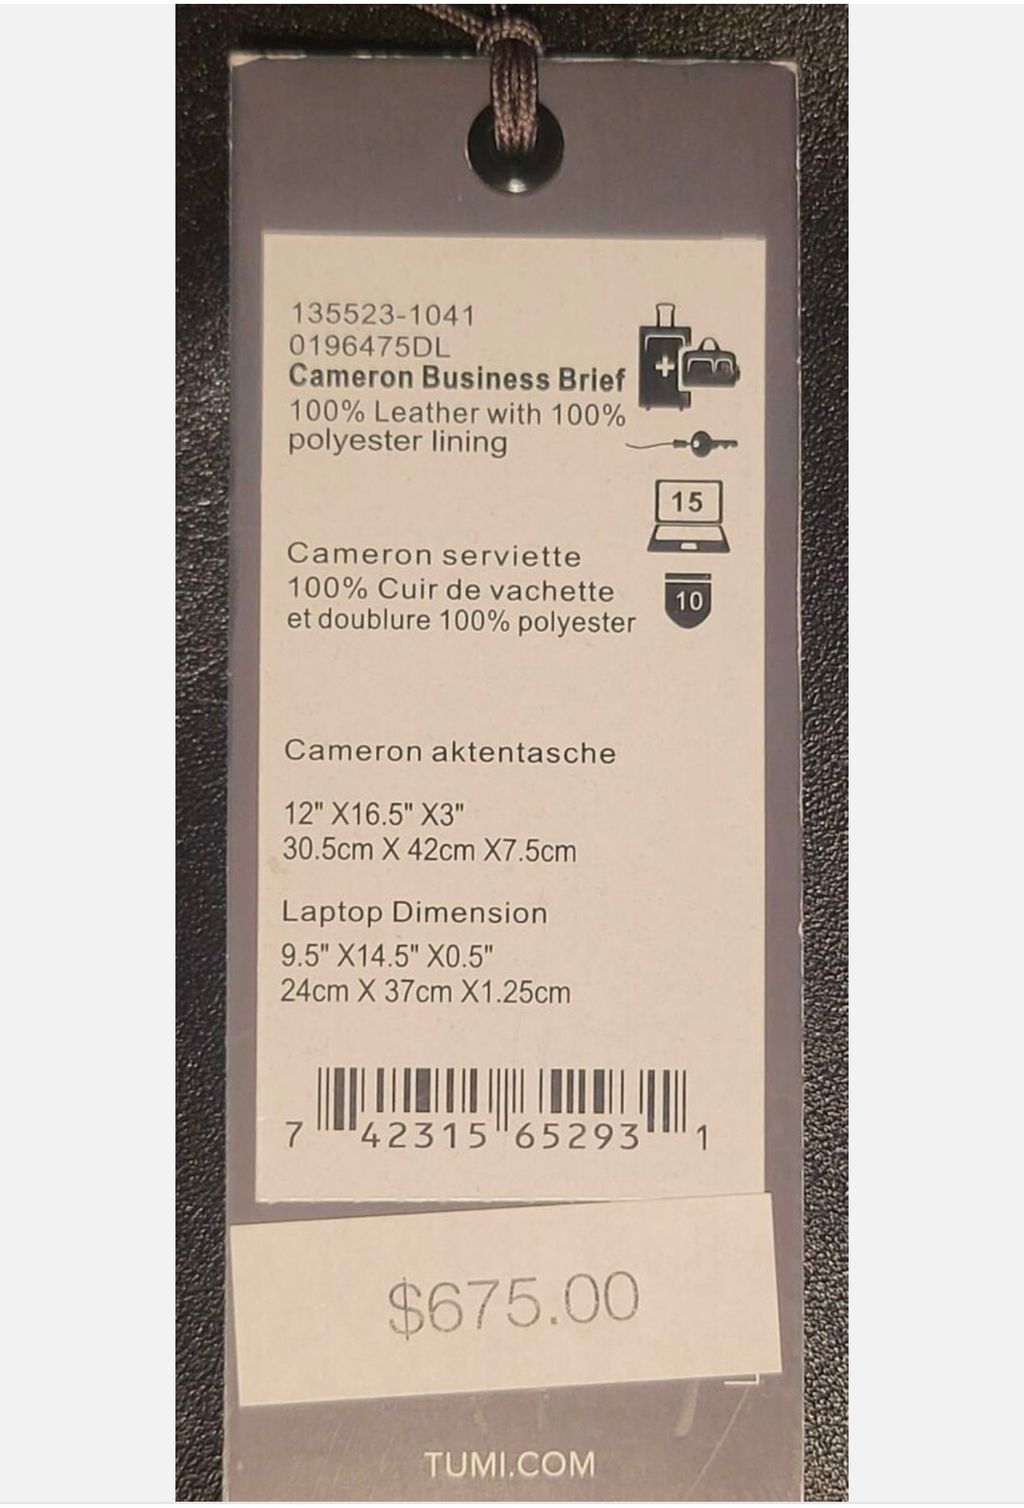 135523-1041
0196475DL
Cameron Business Brief
100% Leather with 100%
polyester lining
15
Cameron serviette
100% Cuir de vachette
et doublure 100% polyester
10
Cameron aktentasche
12" X16.5" X3"
30.5cm X 42cm X7.5cm
Laptop Dimension
9.5" X14.5" X0.5"
24cm X 37cm X1.25cm
7 42315 65293 1
$675.00
TUMI.COM